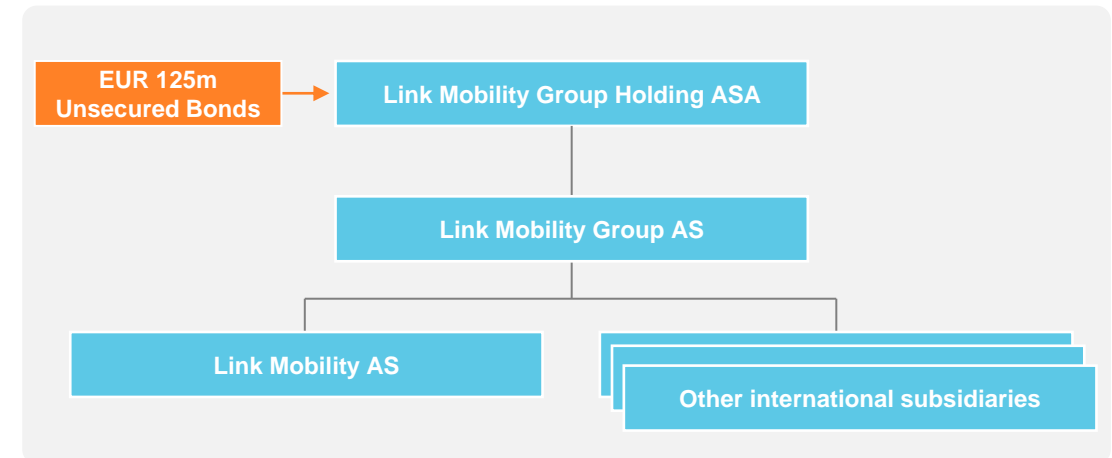 EUR 125m
Unsecured Bonds
Link Mobility Group Holding ASA
Link Mobility Group AS
Link Mobility AS
Other international subsidiaries